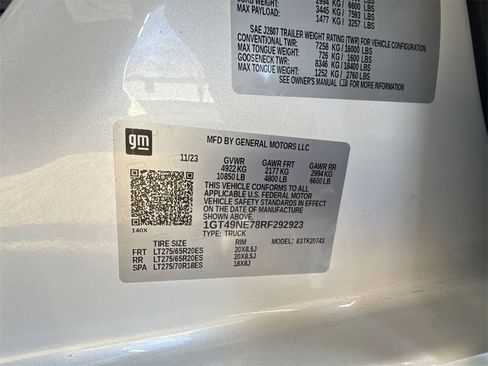 GAWR RR 2994 KG / 6600 LBS
MAX PAYLOAD: 3445 KG / 7593 LBS
1477 KG / 3257 LBS
SAE J2807 TRAILER WEIGHT RATING (TWR) FOR VEHICLE CONFIGURATION.
CONVENTIONAL TWR: 7258 KG / 16000 LBS
MAX TONGUE WEIGHT: 726 KG / 1600 LBS
GOOSENECK TWR: 8346 KG / 18400 LBS
MAX TONGUE WEIGHT: 1252 KG / 2760 LBS
SEE OWNER'S MANUAL FOR MORE INFORMATION
gm
MFD BY GENERAL MOTORS LLC
11/23 GVWR GAWR FRT GAWR RR
4922 KG 2177 KG 2994 KG
10850 LB 4800 LB 6600 LB
THIS VEHICLE CONFORMS TO ALL
APPLICABLE U.S. FEDERAL MOTOR
VEHICLE SAFETY STANDARDS IN
EFFECT ON THE DATE OF
MANUFACTURE SHOWN ABOVE.
1GT49NE78RF292923
TYPE: TRUCK MODEL: 83TK20743
140X
TIRE SIZE RIM
FRT LT275/65R20ES 20X8.5J
RR LT275/65R20ES 20X8.5J
SPA LT275/70R18ES 18X8J